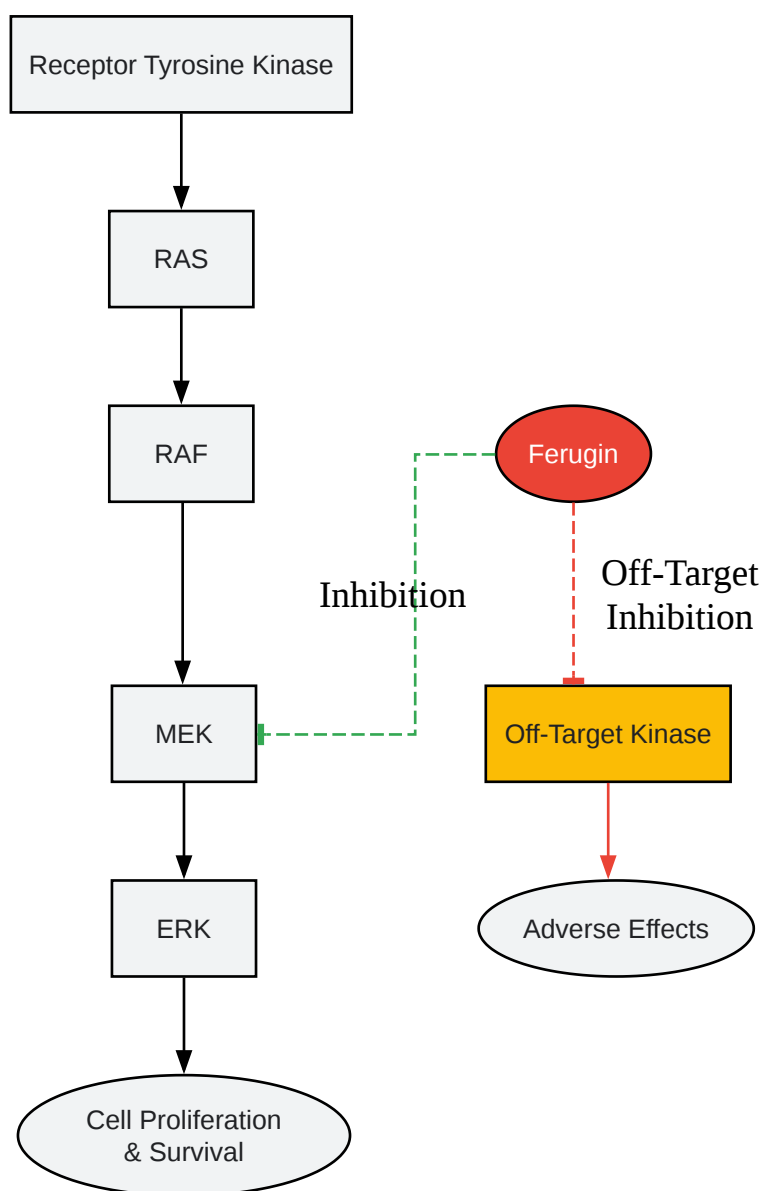 Receptor Tyrosine Kinase
RAS
RAF
Ferugin
Inhibition
Off-Target
Inhibition
MEK
Off-Target Kinase
ERK
Adverse Effects
Cell Proliferation
& Survival